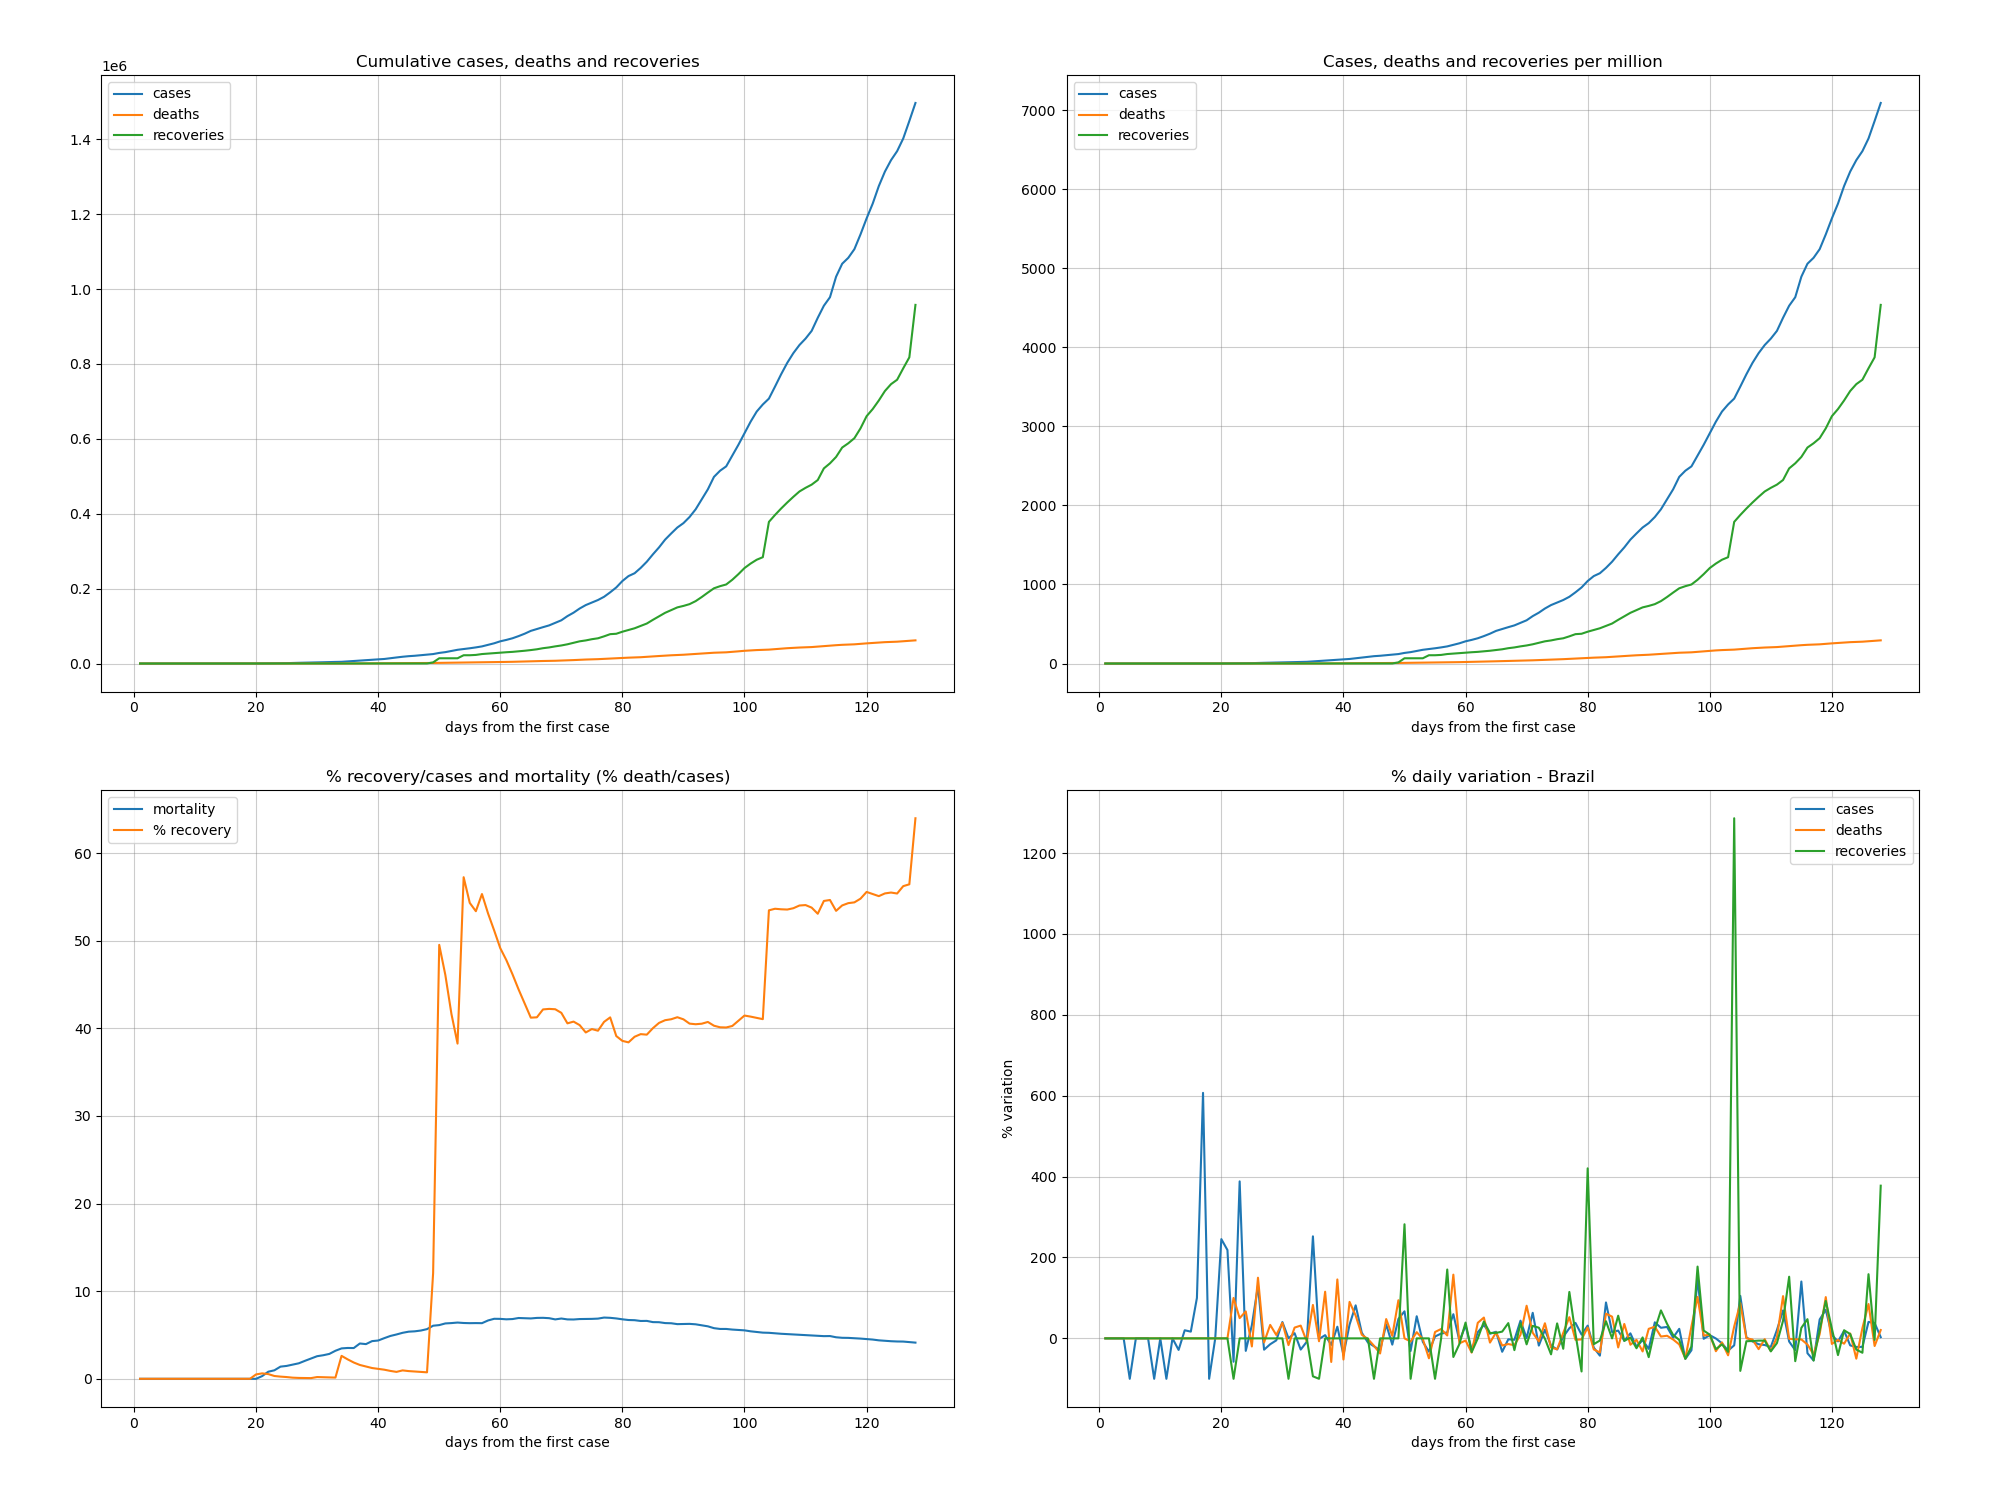 Cumulative cases, deaths and recoveries
1e6
cases
deaths
recoveries
1.4
1.2
1.0
0.8
0.6
0.4
0.2
0.0
0 20 40 60 80 100 120
days from the first case
Cases, deaths and recoveries per million
cases
deaths
recoveries
7000
6000
5000
4000
3000
2000
1000
0
0 20 40 60 80 100 120
days from the first case
% recovery/cases and mortality (% death/cases)
mortality
% recovery
60
50
40
30
20
10
0
0 20 40 60 80 100 120
days from the first case
% daily variation - Brazil
cases
deaths
recoveries
% variation
1200
1000
800
600
400
200
0
0 20 40 60 80 100 120
days from the first case